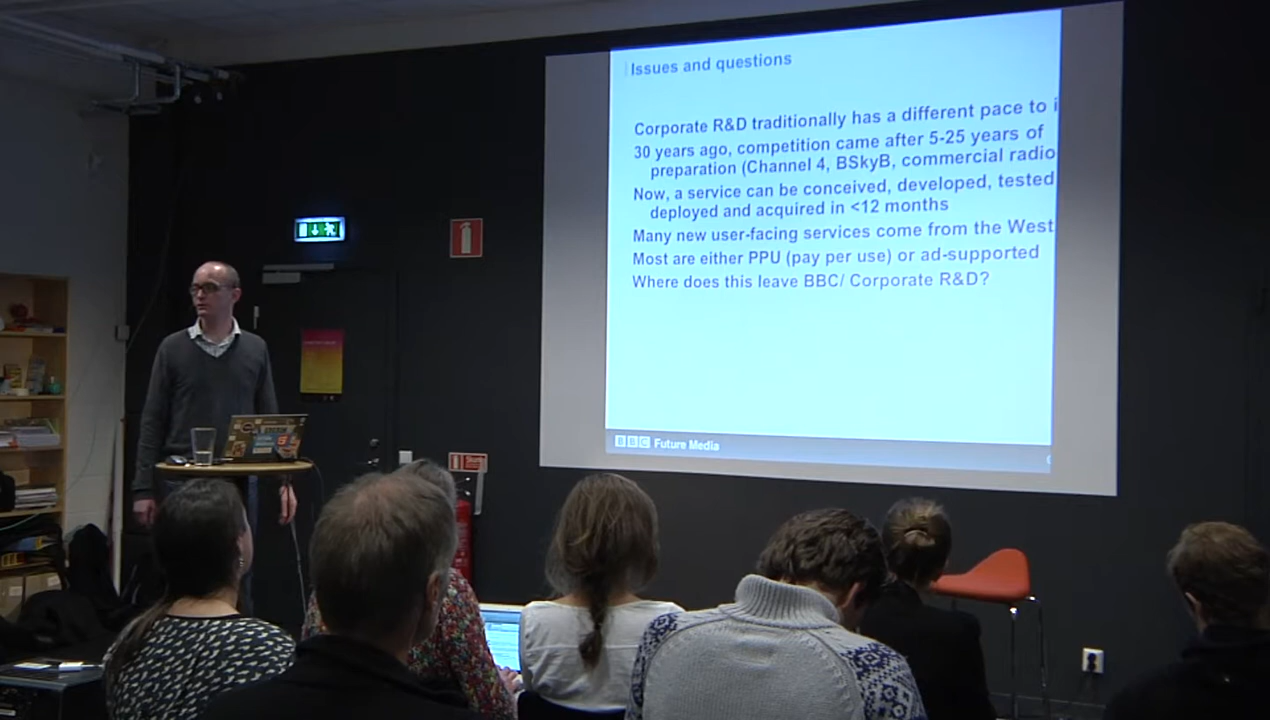 Issues and questions
Corporate R&D traditionally has a different pace to i
30 years ago, competition came after 5-25 years of
preparation (Channel 4, BSkyB, commercial radio
Now, a service can be conceived, developed, tested
deployed and acquired in <12 months
Many new user-facing services come from the West
Most are either PPU (pay per use) or ad-supported
Where does this leave BBC/ Corporate R&D?
BBC Future Media